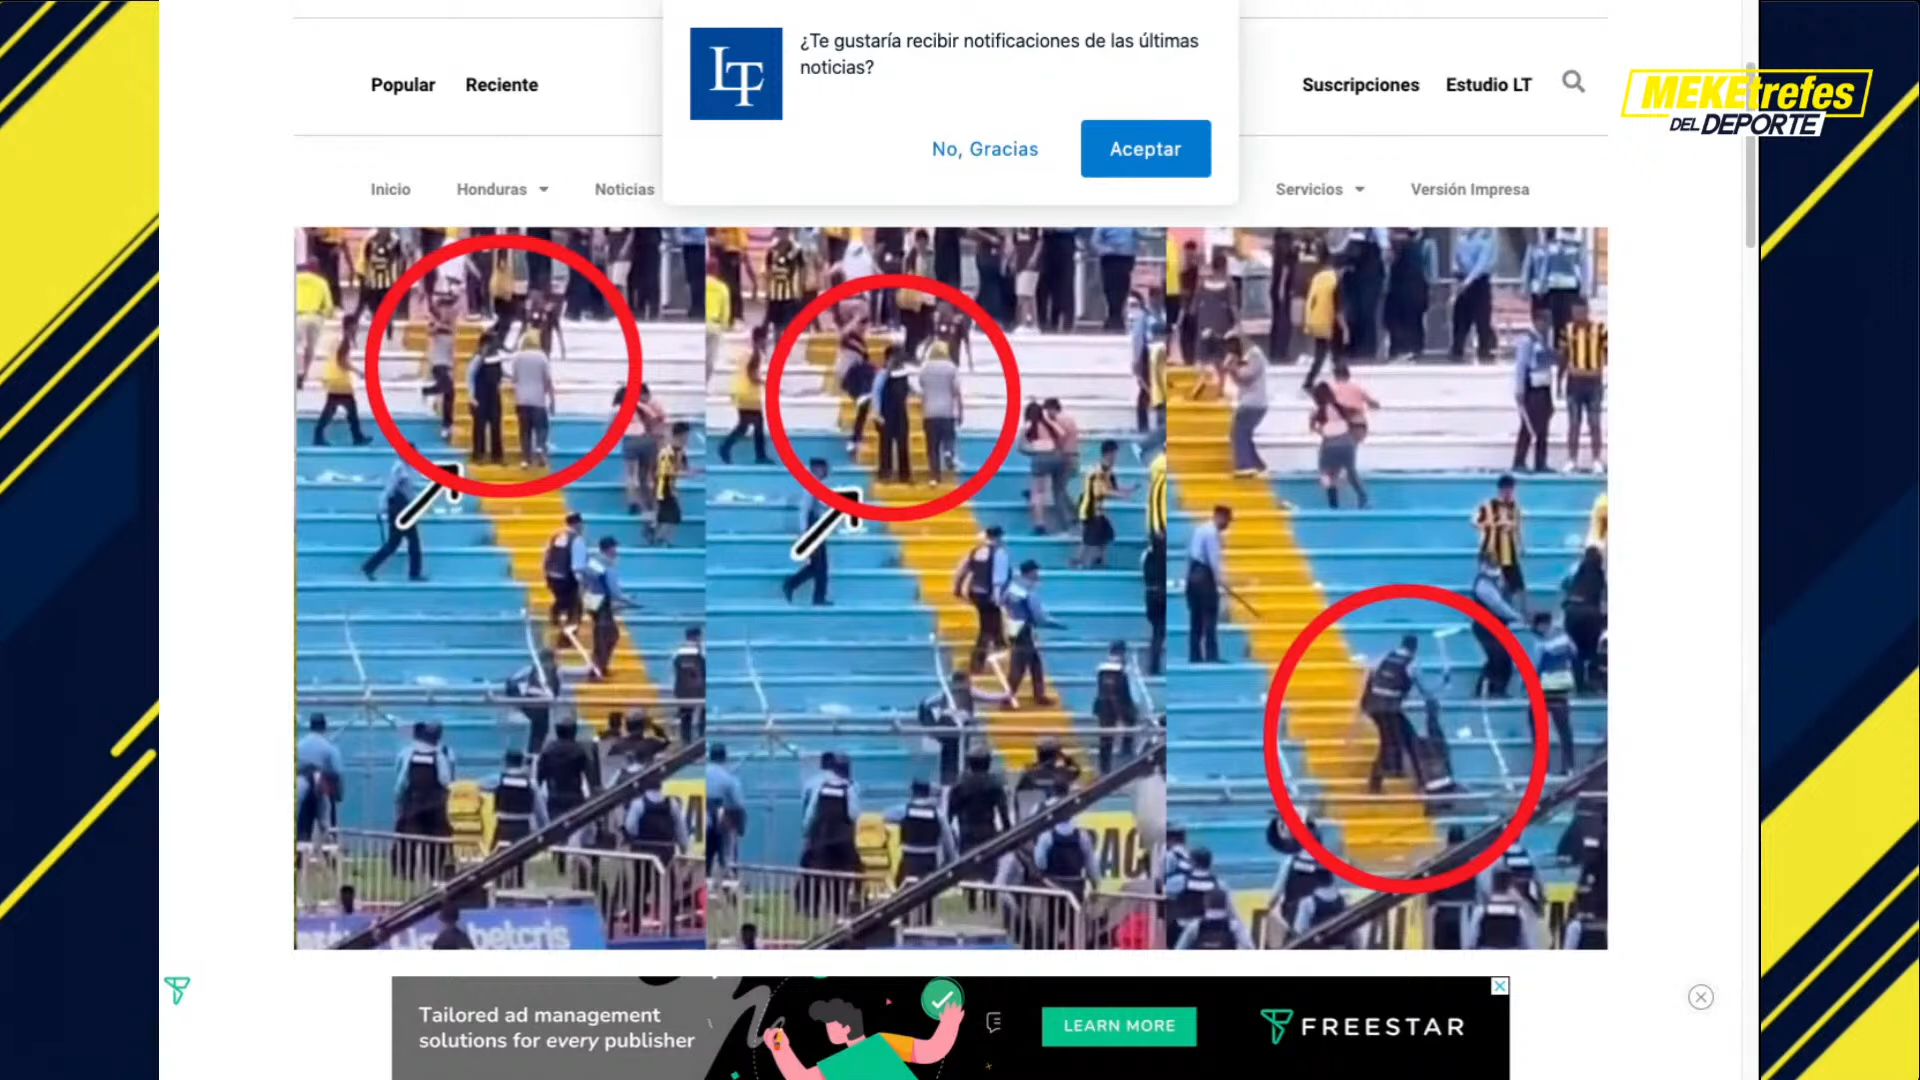 ¿Te gustaría recibir notificaciones de las últimas
noticias?
LT
No, Gracias
Aceptar
Popular
Reciente
Suscripciones
Estudio LT
MEKEtrefes
DEL DEPORTE
Inicio
Honduras
Noticias
Servicios
Versión Impresa
betcris
Tailored ad management
solutions for every publisher
LEARN MORE
FREESTAR